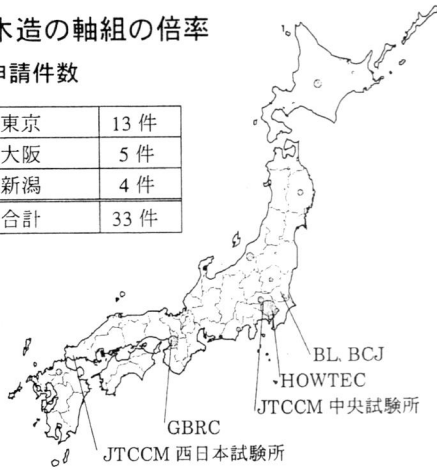 木造の軸組の倍率
申請件数
東京 13 件
大阪 5 件
新潟 4 件
合計 33 件
BL、BCJ
HOWTEC
JTCCM 中央試験所
GBRC
JTCCM 西日本試験所